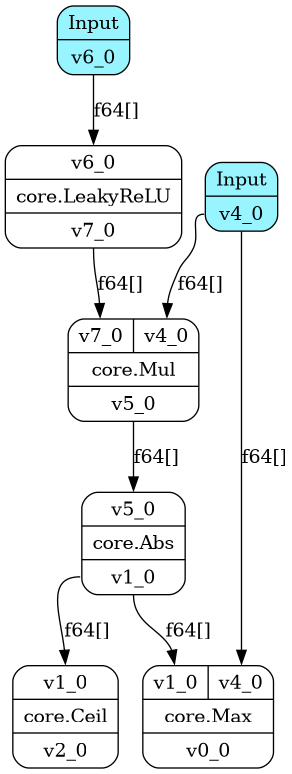 Input
v6_0
f64[]
v6_0
core.LeakyReLU
v7_0
Input
v4_0
f64[]
f64[]
v7_0 v4_0
core.Mul
v5_0
f64[]
f64[]
v5_0
core.Abs
v1_0
f64[]
f64[]
v1_0
core.Ceil
v2_0
v1_0 v4_0
core.Max
v0_0